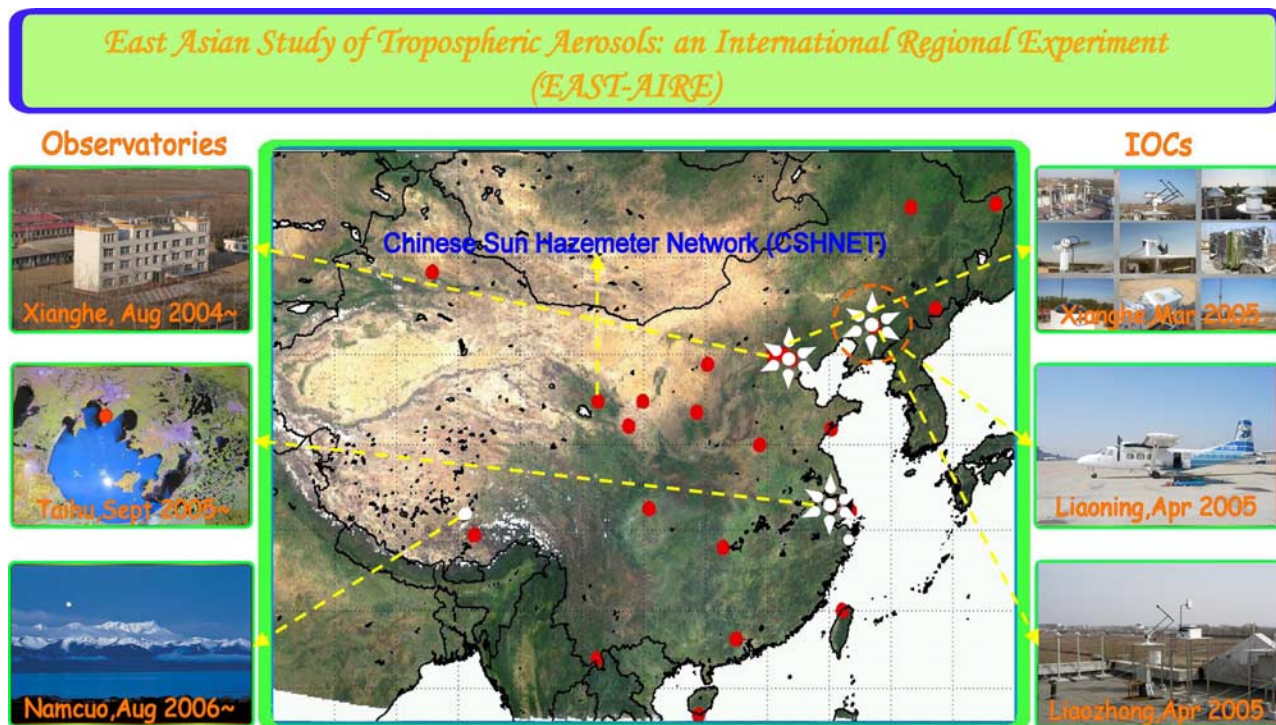 East Asian Study of Tropospheric Aerosols: an International Regional Experiment
(EAST-AIRE)
Observatories
Xianghe, Aug 2004~
Taihu,Sept 2005~
Namcuo,Aug 2006~
Chinese Sun Hazemeter Network (CSHNET)
IOCs
Xianghe,Mar 2005
Liaoning,Apr 2005
Liaozhong,Apr 2005